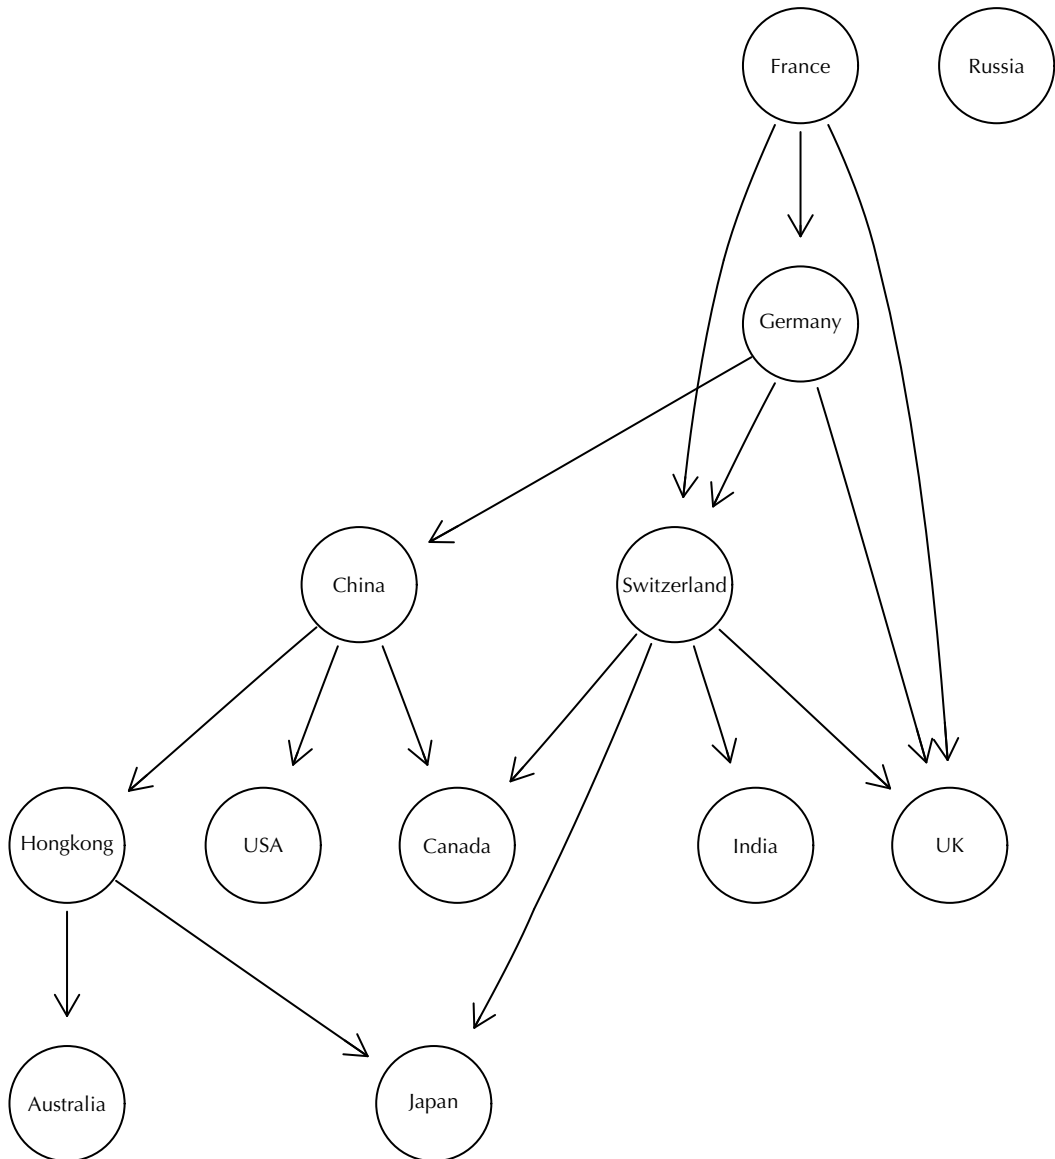 France
Russia
Germany
China
Switzerland
Hongkong
USA
Canada
India
UK
Australia
Japan